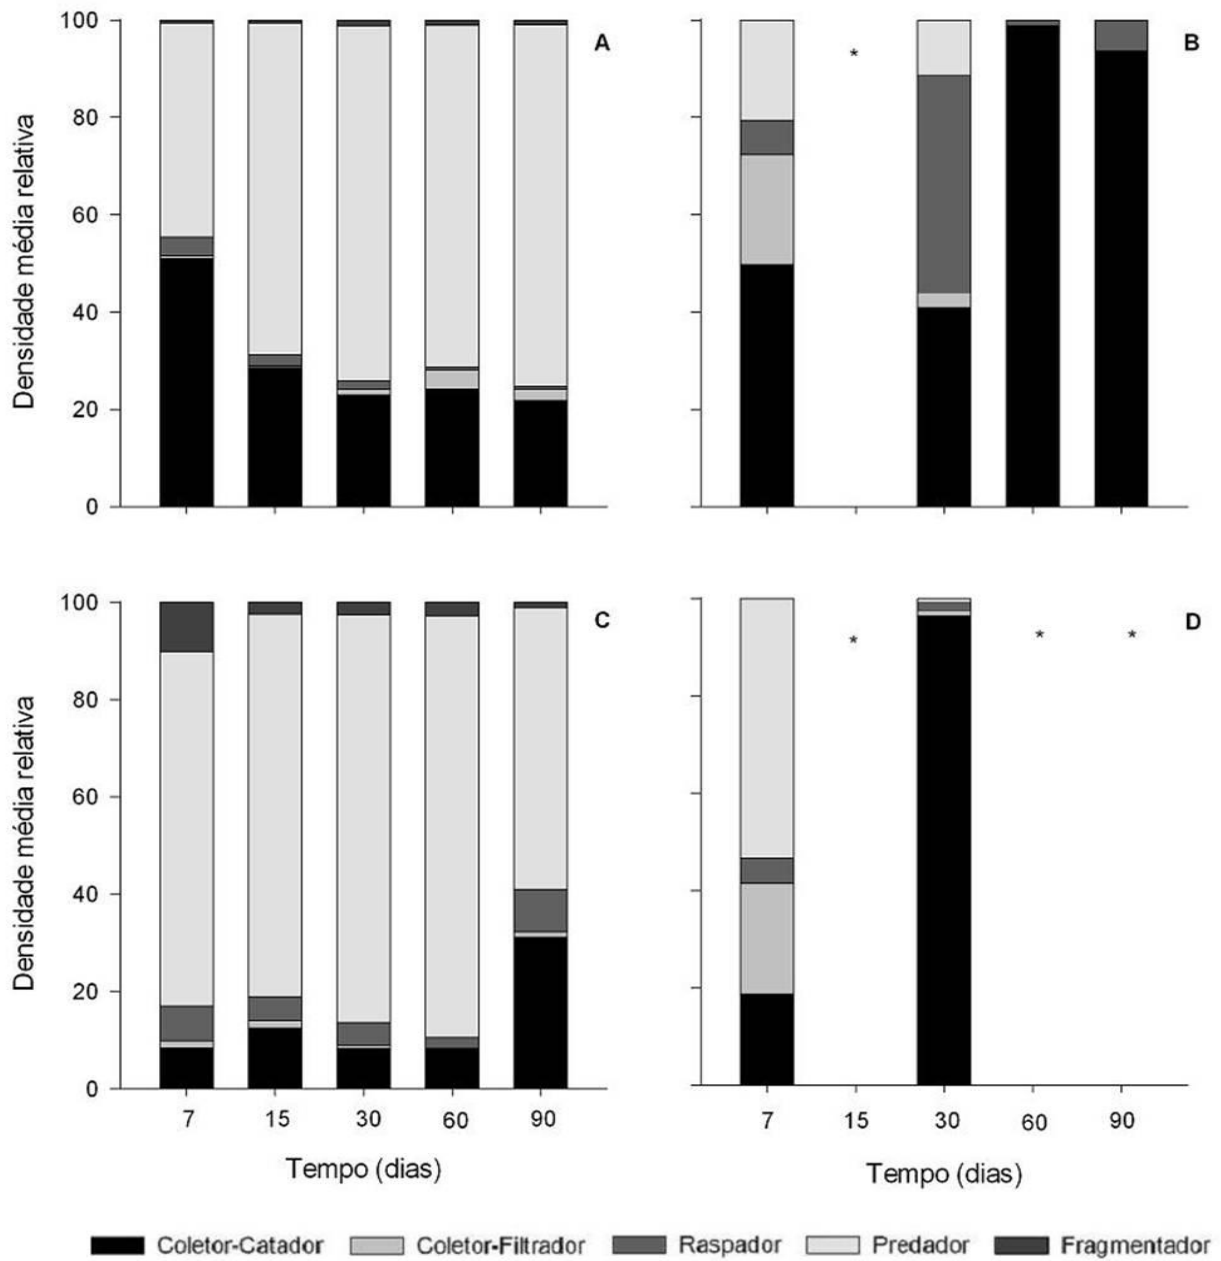 100
80
60
40
20
0
Densidade média relativa
A
*
B
100
80
60
40
20
0
Densidade média relativa
C
7 15 30 60 90
Tempo (dias)
* * *
D
7 15 30 60 90
Tempo (dias)
Coletor-Catador Coletor-Filtrador Raspador Predador Fragmentador